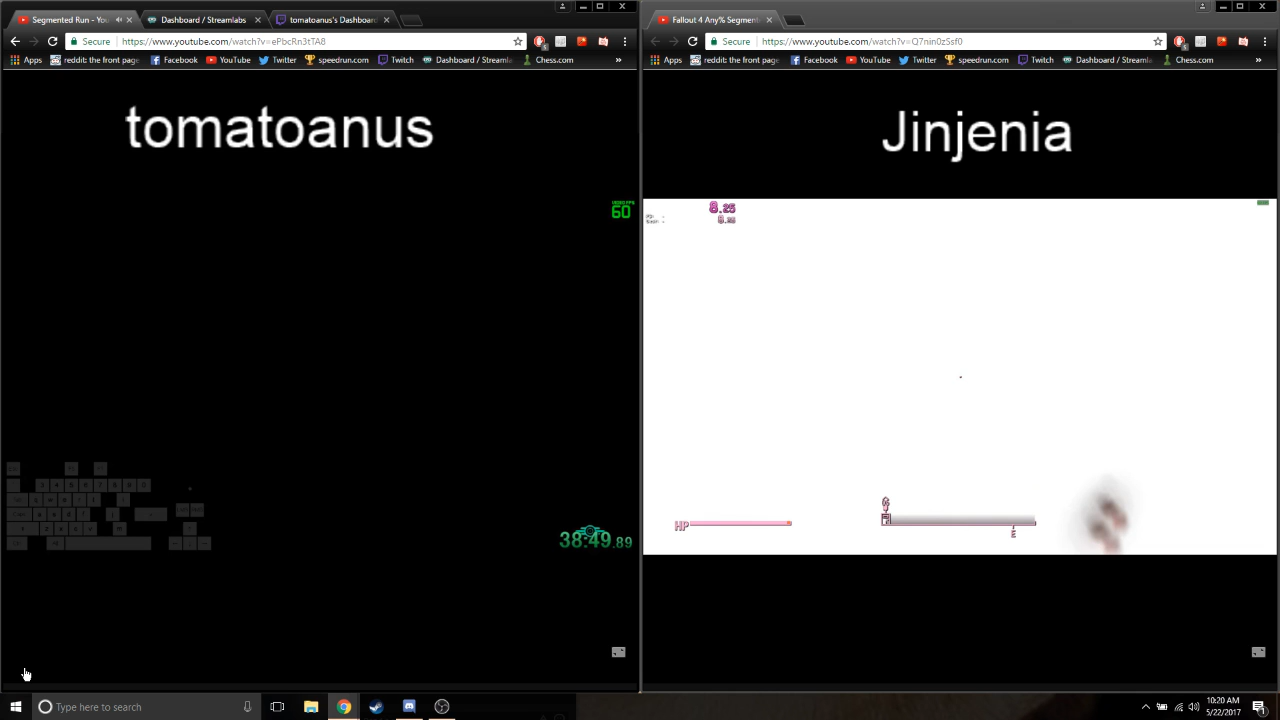 Segmented Run - You
Dashboard / Streamlabs
tomatoanus's Dashboard
Fallout 4 Any% Segment
Secure
https://www.youtube.com/watch?v=ePbcRn3tTA8
Secure
https://www.youtube.com/watch?v=Q7nin0zSsf0
Apps
reddit: the front page
Facebook
YouTube
Twitter
speedrun.com
Twitch
Dashboard / Streamla
Chess.com
»
Apps
reddit: the front page
Facebook
YouTube
Twitter
speedrun.com
Twitch
Dashboard / Streamla
Chess.com
»
tomatoanus
Jinjenia
60
8.25
HP
E
38:49.89
Type here to search
10:20 AM
5/22/2017